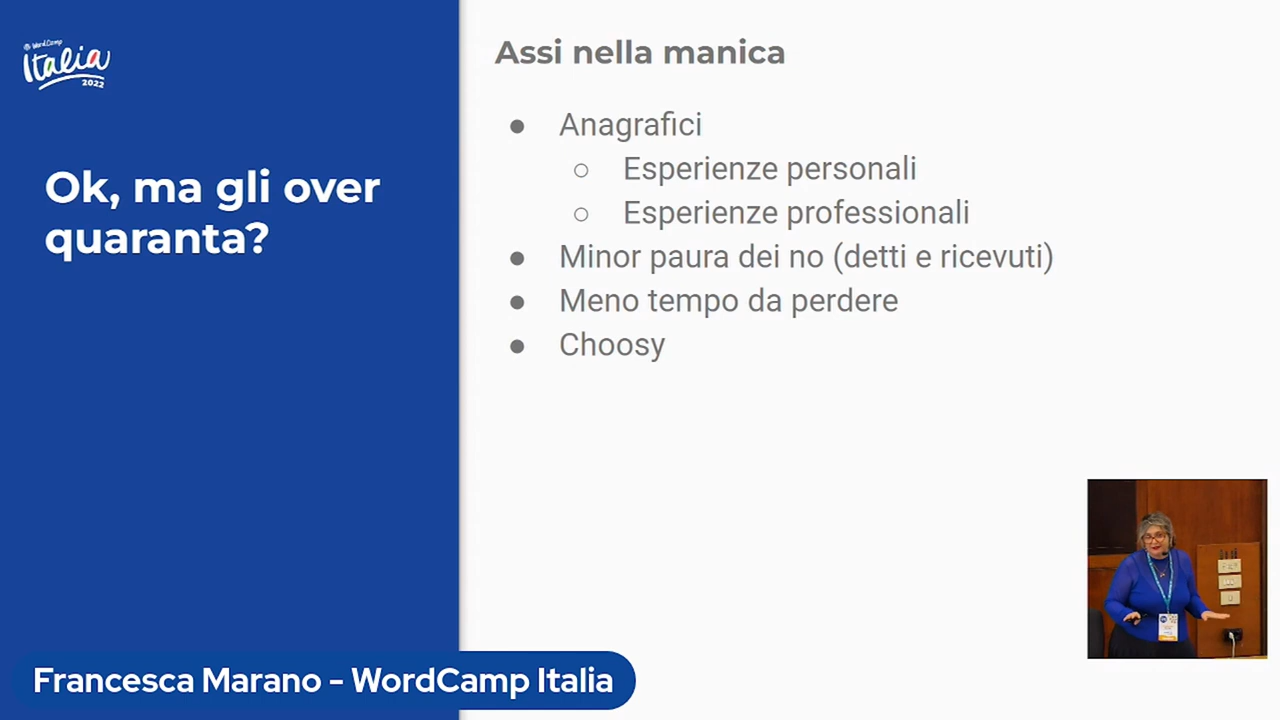 WordCamp
Italia
2022
Ok, ma gli over
quaranta?
Assi nella manica
● Anagrafici
○ Esperienze personali
○ Esperienze professionali
● Minor paura dei no (detti e ricevuti)
● Meno tempo da perdere
● Choosy
Francesca Marano - WordCamp Italia